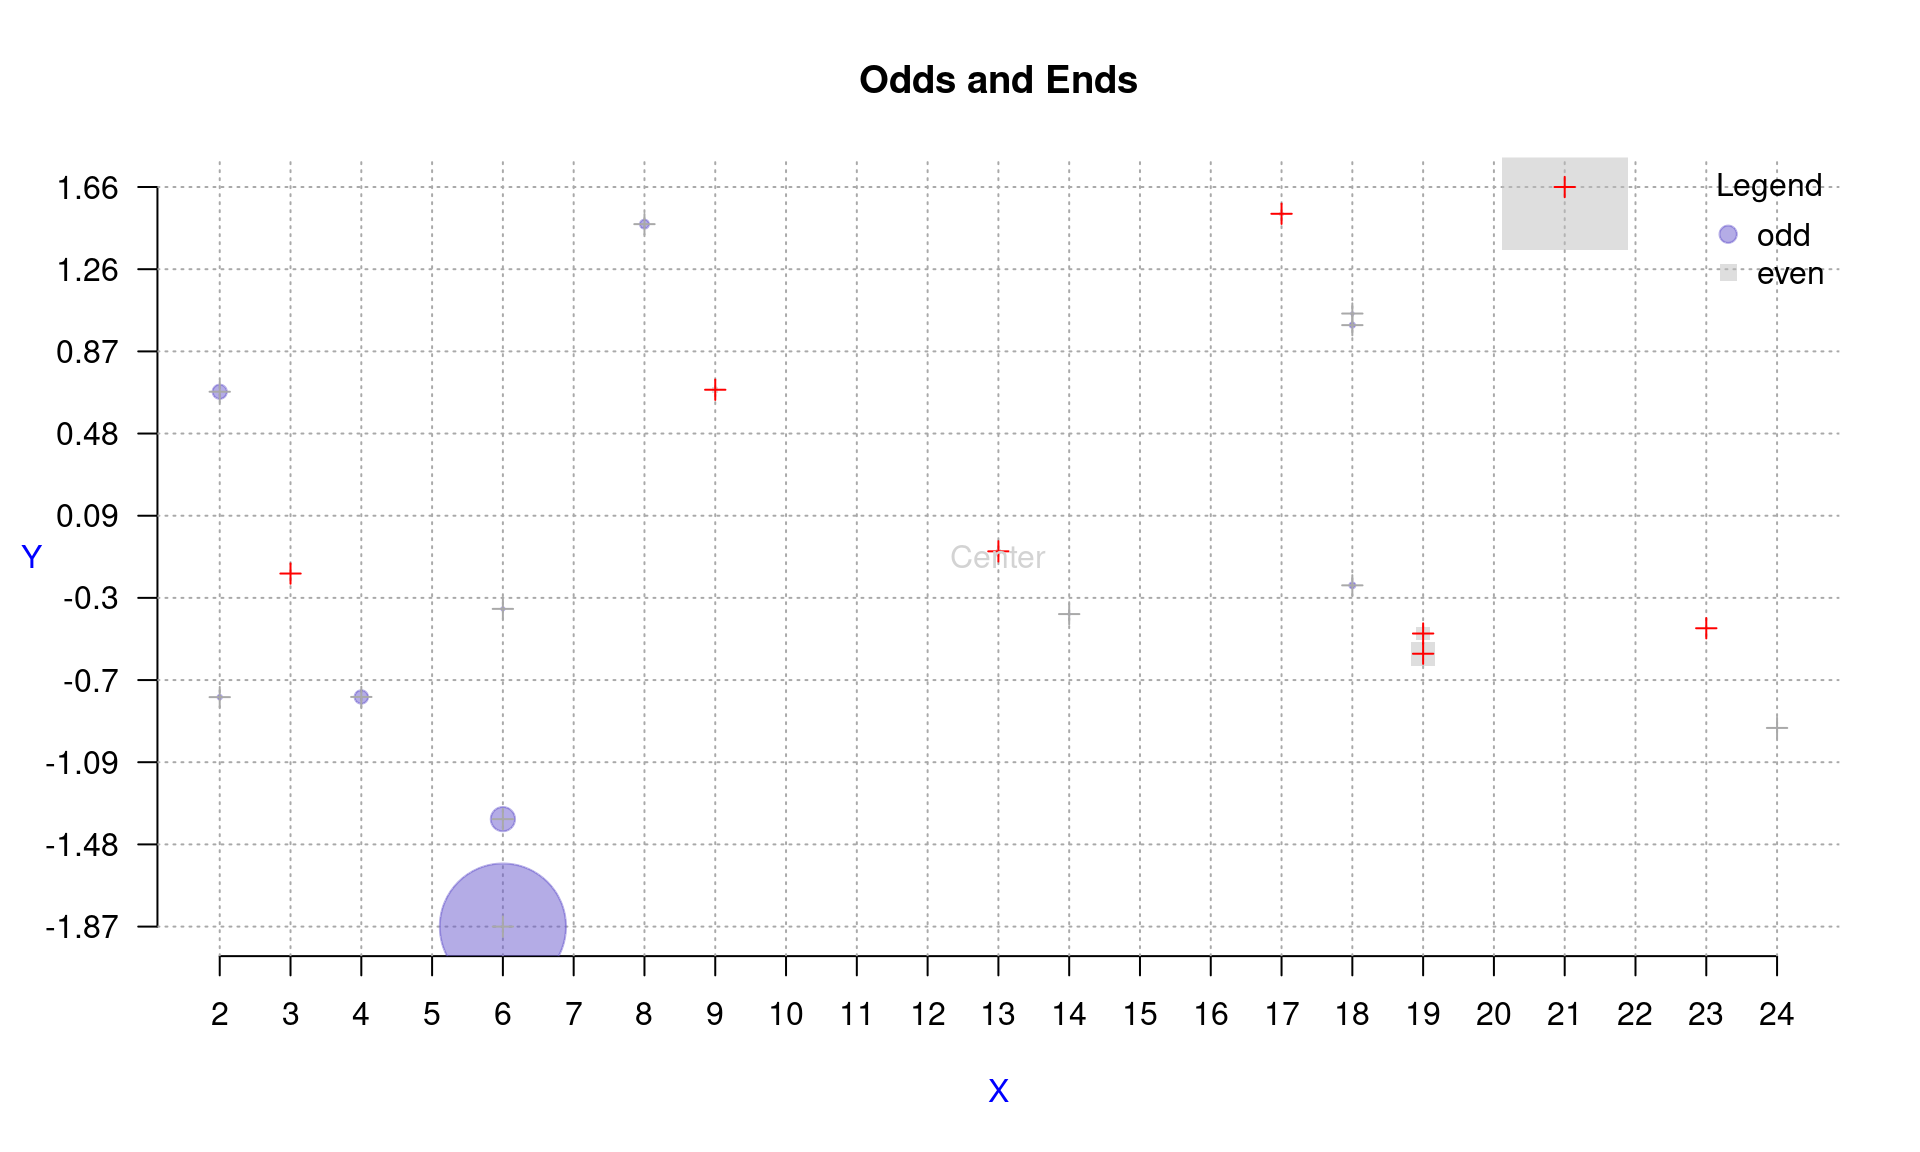 Odds and Ends
Legend
odd
even
1.66
1.26
0.87
0.48
0.09
-0.3
-0.7
-1.09
-1.48
-1.87
Y
Center
2 3 4 5 6 7 8 9 10 11 12 13 14 15 16 17 18 19 20 21 22 23 24
X